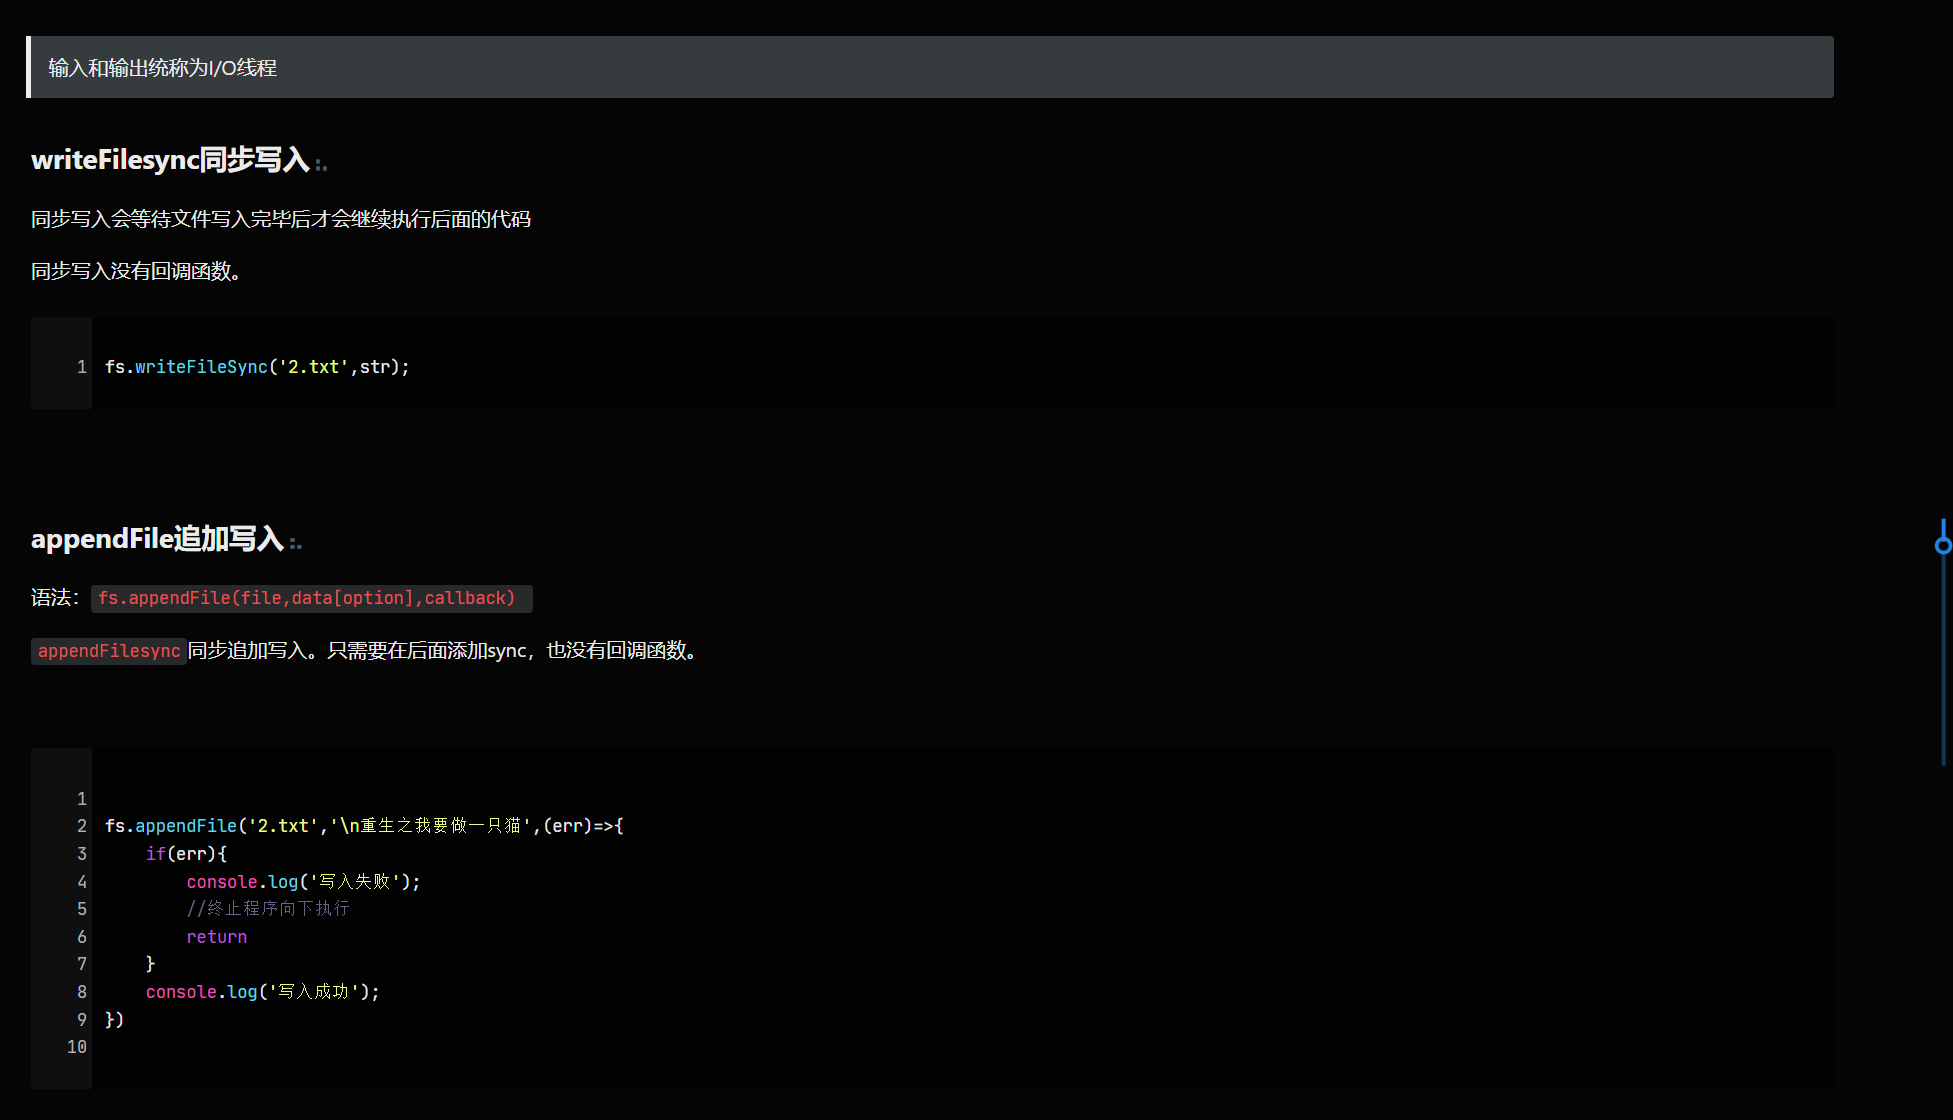 输入和输出统称为I/O线程
writeFilesync同步写入
同步写入会等待文件写入完毕后才会继续执行后面的代码
同步写入没有回调函数。
1 fs.writeFileSync('2.txt',str);
appendFile追加写入
语法：fs.appendFile(file,data[option],callback)
appendFilesync同步追加写入。只需要在后面添加sync，也没有回调函数。
1
2 fs.appendFile('2.txt','\n重生之我要做一只猫',(err)=>{
3     if(err){
4         console.log('写入失败');
5         //终止程序向下执行
6         return
7     }
8     console.log('写入成功');
9 })
10